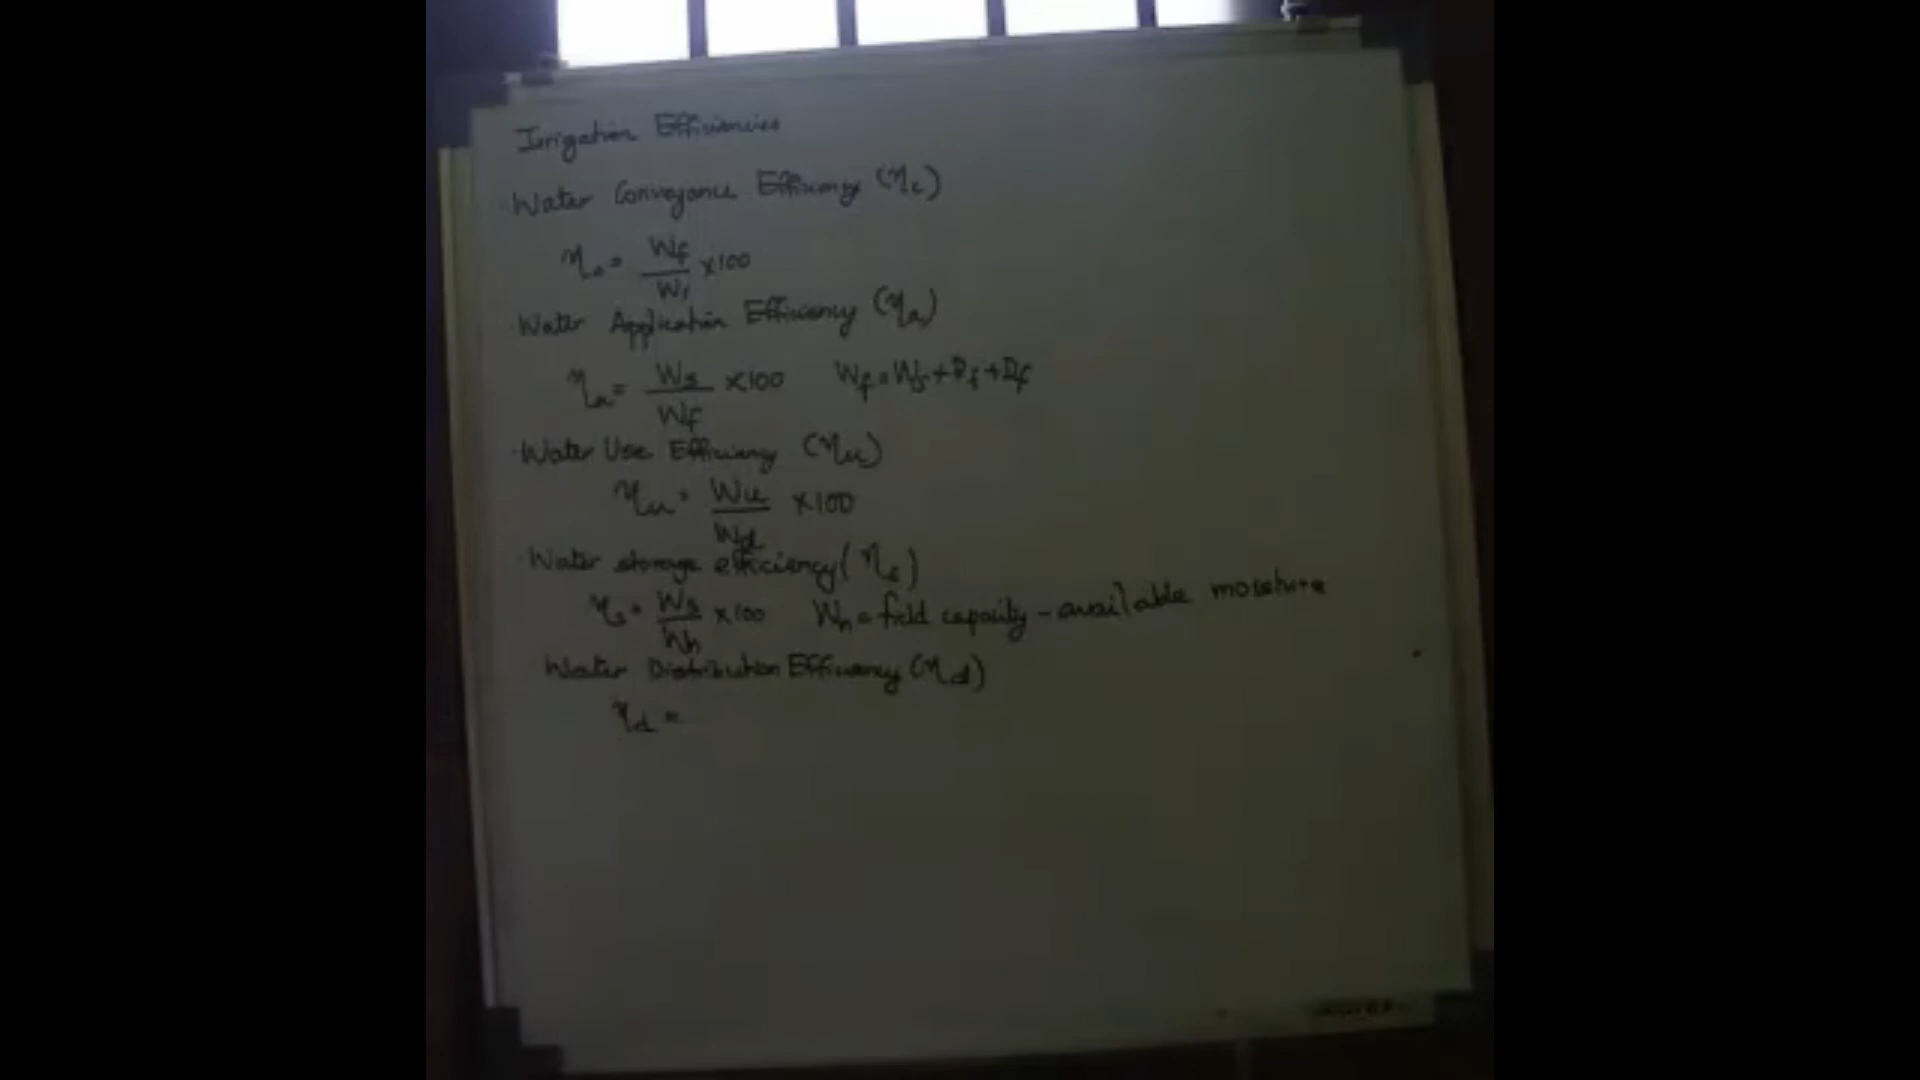 Irrigation Efficiencies
Water Conveyance Efficiency (ηc)
ηc = Wf/Wr ×100
Water Application Efficiency (ηa)
ηa = Ws/Wf ×100 Wf = Ws + Rf + Df
Water Use Efficiency (ηu)
ηu = Wu/Wd ×100
Water storage efficiency (ηs)
ηs = Ws/Wn ×100 Wn = field capacity - available moisture
Water Distribution Efficiency (ηd)
ηd =